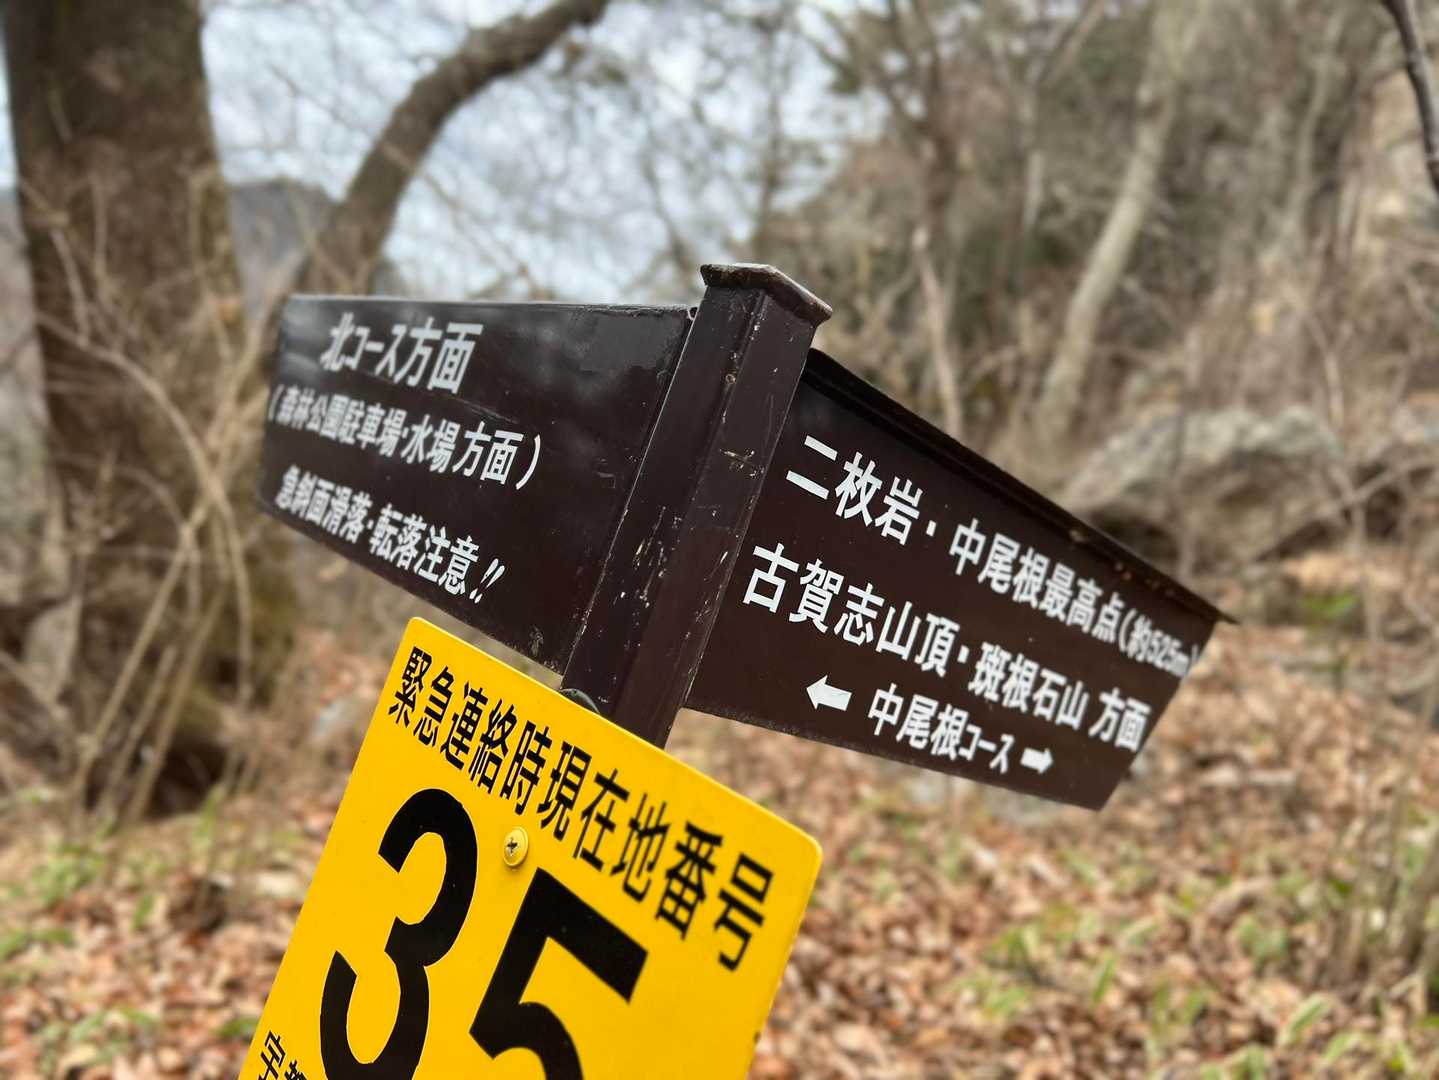 北コース方面
(森林公園駐車場・水場方面)
急斜面滑落・転落注意!!
二枚岩・中尾根最高点(約525m)
古賀志山頂・斑根石山 方面
← 中尾根コース →
緊急連絡時現在地番号
35
宇都